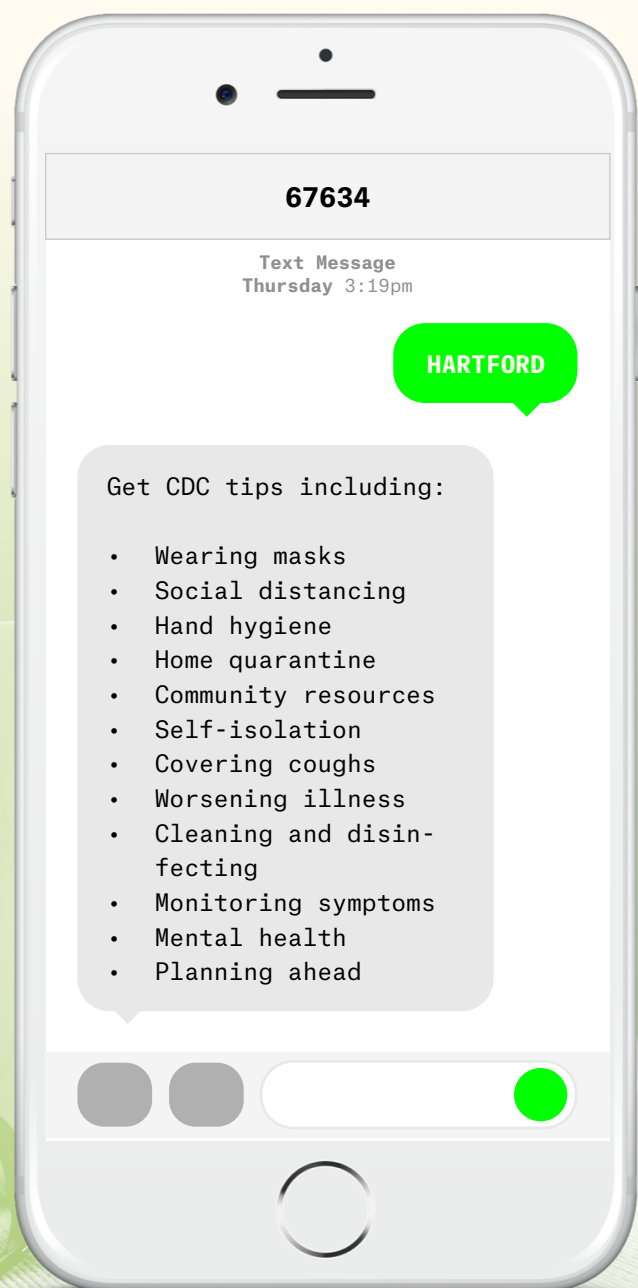 67634
Text Message
Thursday 3:19pm
HARTFORD
Get CDC tips including:
• Wearing masks
• Social distancing
• Hand hygiene
• Home quarantine
• Community resources
• Self-isolation
• Covering coughs
• Worsening illness
• Cleaning and disin-
fecting
• Monitoring symptoms
• Mental health
• Planning ahead